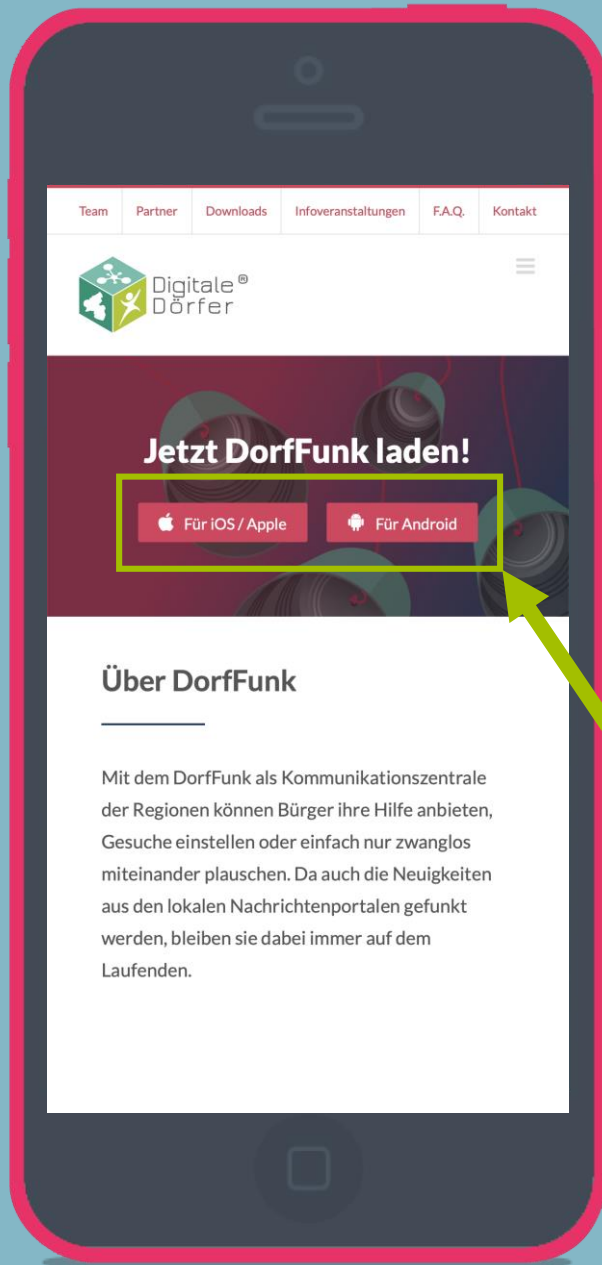 Team Partner Downloads Infoveranstaltungen F.A.Q. Kontakt
Digitale®
Dörfer
Jetzt DorfFunk laden!
Für iOS / Apple Für Android
Über DorfFunk
Mit dem DorfFunk als Kommunikationszentrale
der Regionen können Bürger ihre Hilfe anbieten,
Gesuche einstellen oder einfach nur zwanglos
miteinander plauschen. Da auch die Neuigkeiten
aus den lokalen Nachrichtenportalen gefunkt
werden, bleiben sie dabei immer auf dem
Laufenden.